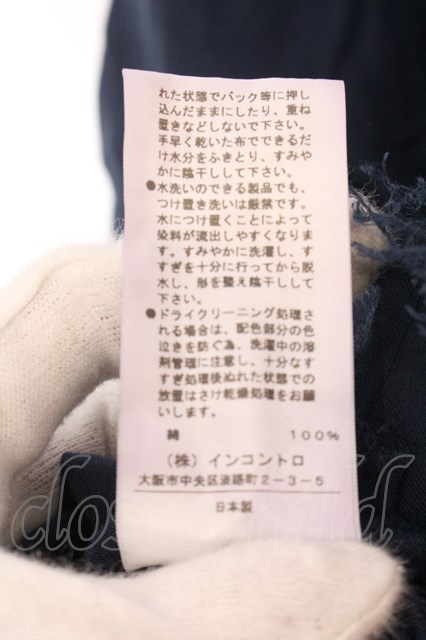 れた状態でバック等に押し
込んだままにしたり、重ね
置きなどしないで下さい。
手早く乾いた布でできるだ
け水分をふきとり、すみや
かに陰干しして下さい。
●水洗いのできる製品でも、
つけ置き洗いは厳禁です。
水につけ置くことによって
染料が流出しやすくなりま
す。すみやかに洗濯し、す
すぎを十分に行ってから脱
水し、形を整え陰干しして
下さい。
●ドライクリーニング処理さ
れる場合は、配色部分の色
泣きを防ぐ為、洗濯中の溶
剤管理に注意し、十分なす
すぎ処理後ぬれた状態での
放置はさけ乾燥処理をお願
いします。
綿 100%
（株）インコントロ
大阪市中央区淡路町2-3-5
日本製